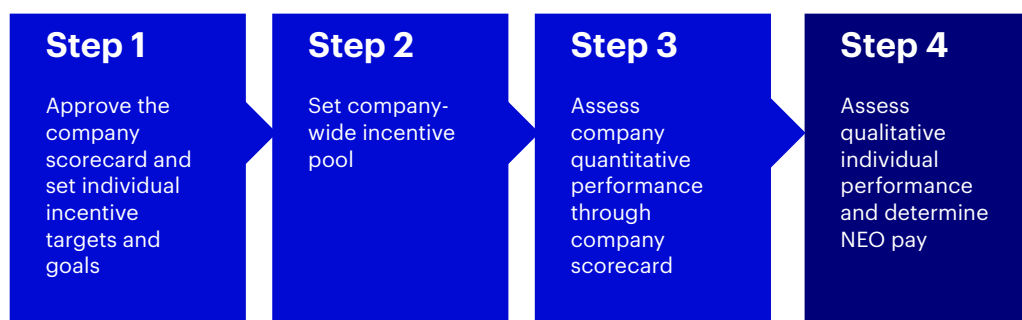 Step 1
Approve the
company
scorecard and
set individual
incentive
targets and
goals
Step 2
Set company-
wide incentive
pool
Step 3
Assess
company
quantitative
performance
through
company
scorecard
Step 4
Assess
qualitative
individual
performance
and determine
NEO pay